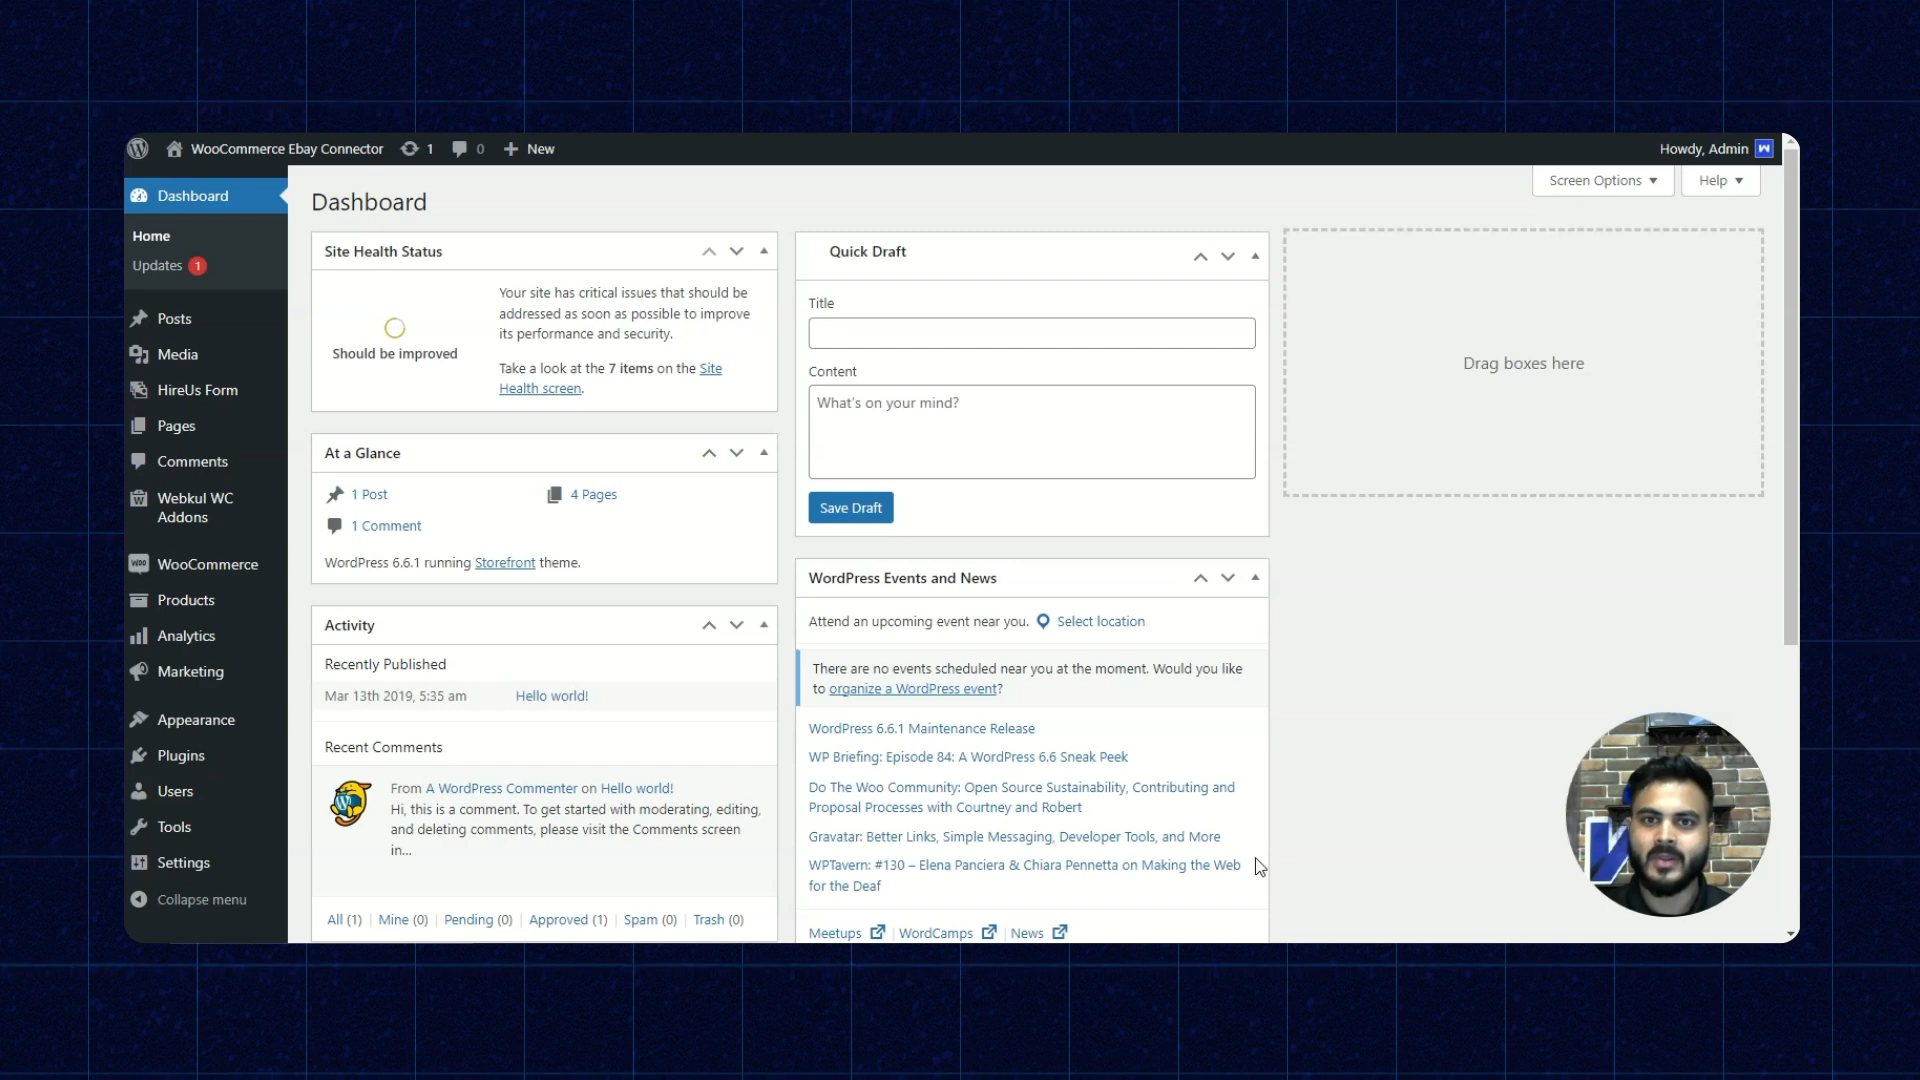 WooCommerce Ebay Connector 1 0 New Howdy, Admin
Screen Options Help
Dashboard
Home
Updates 1
Posts
Media
HireUs Form
Pages
Comments
Webkul WC
Addons
WooCommerce
Products
Analytics
Marketing
Appearance
Plugins
Users
Tools
Settings
Collapse menu
Dashboard
Site Health Status
Should be improved
Your site has critical issues that should be
addressed as soon as possible to improve
its performance and security.
Take a look at the 7 items on the Site
Health screen.
At a Glance
1 Post 4 Pages
1 Comment
WordPress 6.6.1 running Storefront theme.
Activity
Recently Published
Mar 13th 2019, 5:35 am Hello world!
Recent Comments
From A WordPress Commenter on Hello world!
Hi, this is a comment. To get started with moderating, editing,
and deleting comments, please visit the Comments screen
in...
All (1) | Mine (0) | Pending (0) | Approved (1) | Spam (0) | Trash (0)
Quick Draft
Title
Content
What's on your mind?
Save Draft
WordPress Events and News
Attend an upcoming event near you. Select location
There are no events scheduled near you at the moment. Would you like
to organize a WordPress event?
WordPress 6.6.1 Maintenance Release
WP Briefing: Episode 84: A WordPress 6.6 Sneak Peek
Do The Woo Community: Open Source Sustainability, Contributing and
Proposal Processes with Courtney and Robert
Gravatar: Better Links, Simple Messaging, Developer Tools, and More
WPTavern: #130 – Elena Panciera & Chiara Pennetta on Making the Web
for the Deaf
Meetups | WordCamps | News
Drag boxes here